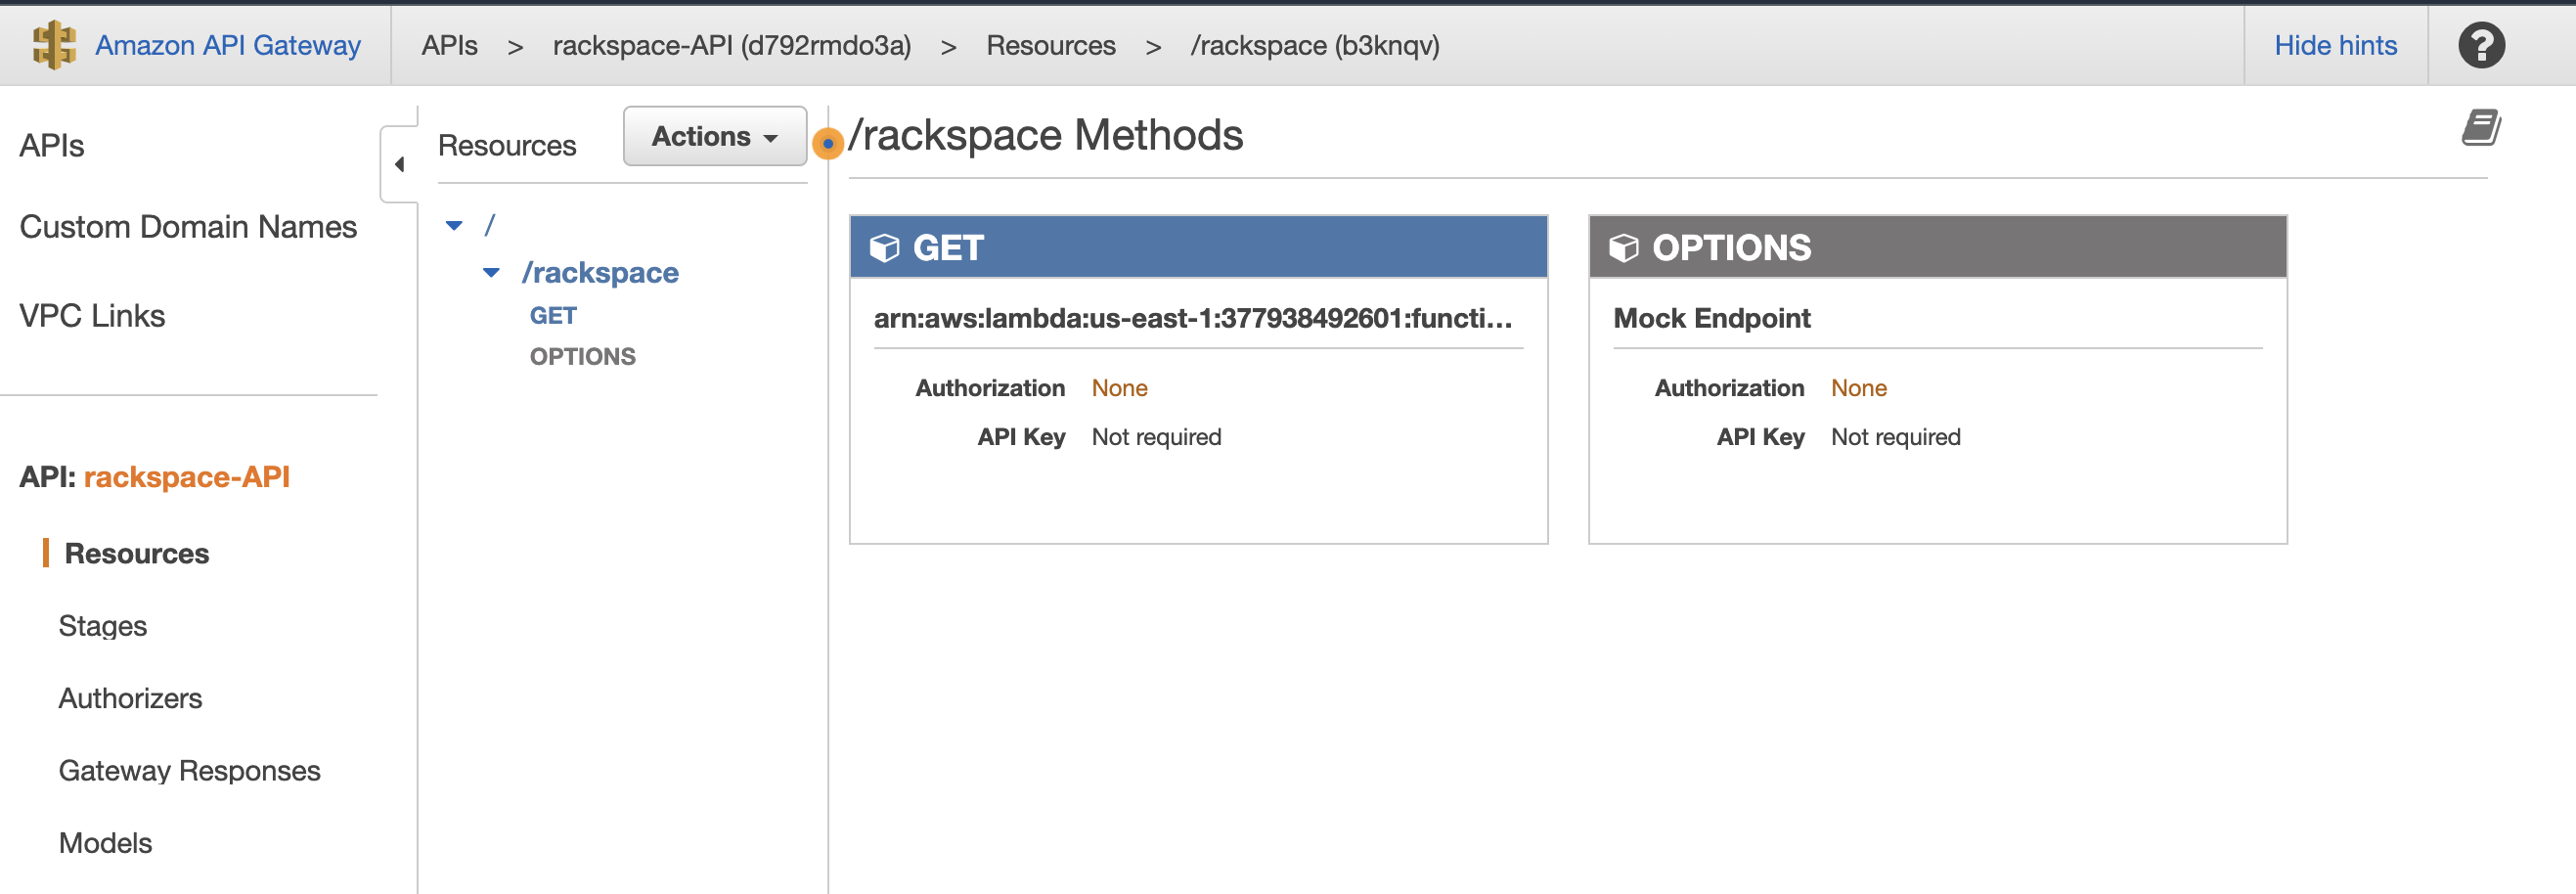 Amazon API Gateway
APIs > rackspace-API (d792rmdo3a) > Resources > /rackspace (b3knqv)
Hide hints
?
APIs
Custom Domain Names
VPC Links
API: rackspace-API
Resources
Stages
Authorizers
Gateway Responses
Models
Resources
Actions
/
/rackspace
GET
OPTIONS
/rackspace Methods
GET
arn:aws:lambda:us-east-1:377938492601:functi...
Authorization None
API Key Not required
OPTIONS
Mock Endpoint
Authorization None
API Key Not required